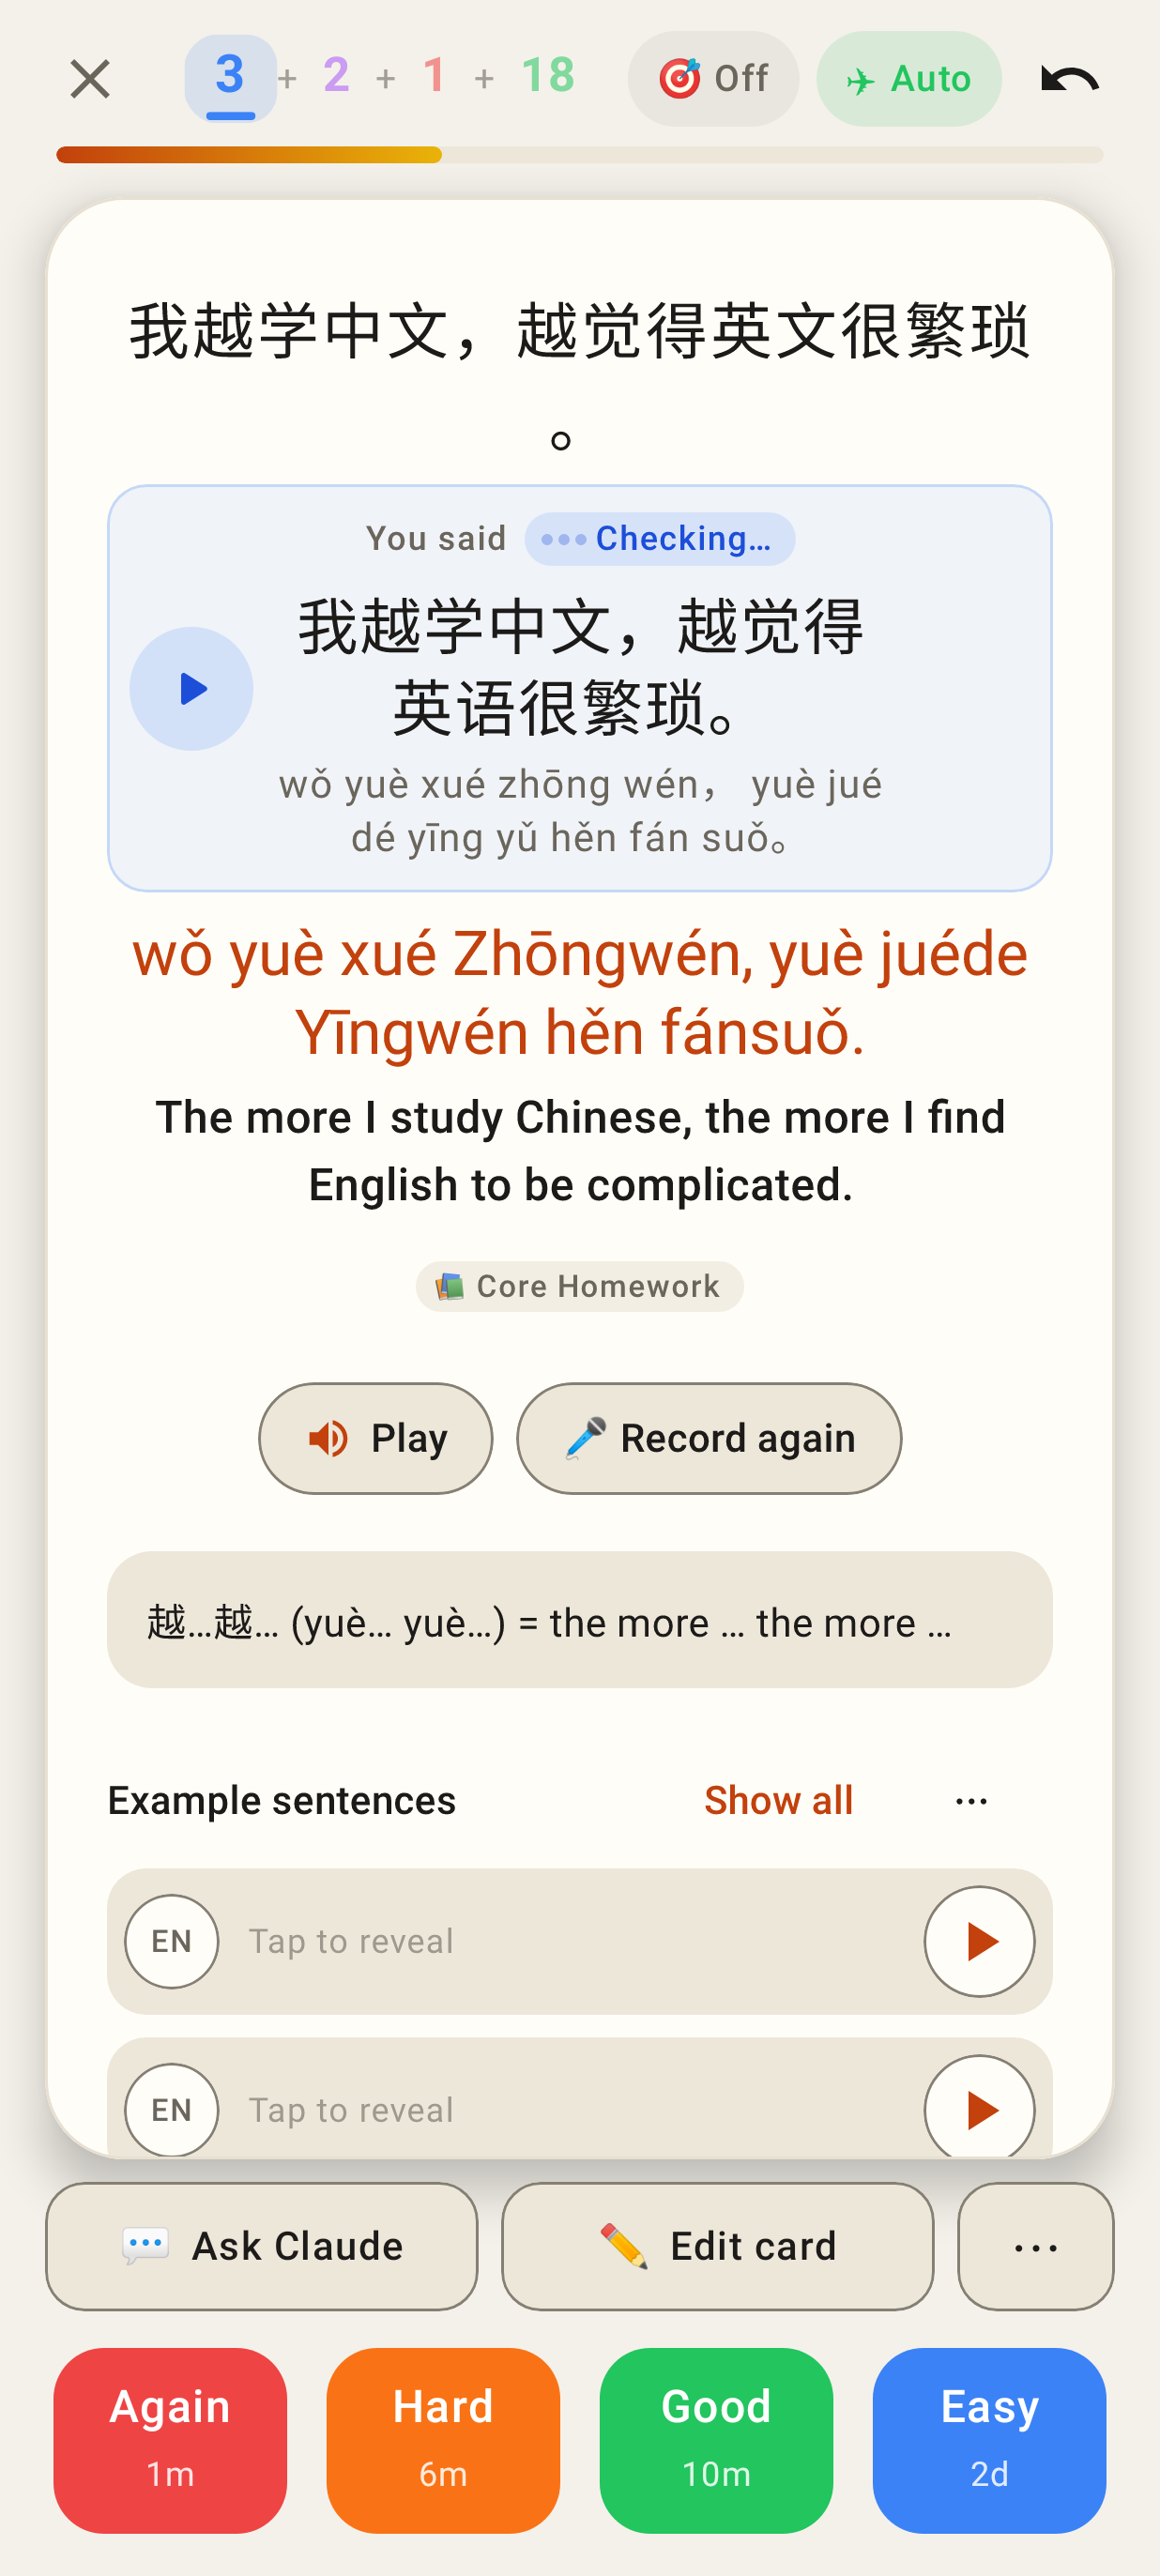 3 + 2 + 1 + 18 Off Auto
我越学中文，越觉得英文很繁琐
。
You said Checking...
我越学中文，越觉得
英语很繁琐。
wǒ yuè xué zhōng wén， yuè jué
dé yīng yǔ hěn fán suǒ。
wǒ yuè xué Zhōngwén, yuè juéde
Yīngwén hěn fánsuǒ.
The more I study Chinese, the more I find
English to be complicated.
Core Homework
Play Record again
越...越... (yuè... yuè...) = the more ... the more ...
Example sentences Show all ...
EN Tap to reveal
EN Tap to reveal
Ask Claude Edit card ...
Again Hard Good Easy
1m 6m 10m 2d